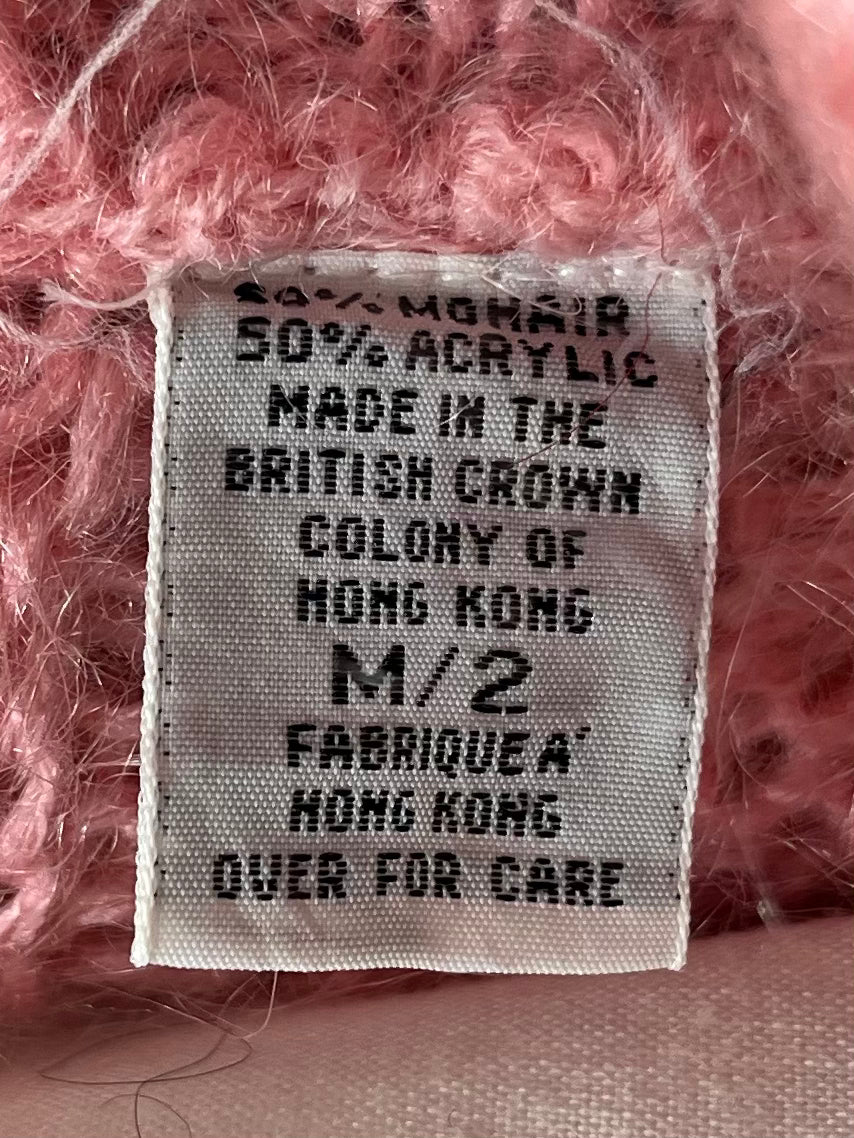 50% MOHAIR
50% ACRYLIC
MADE IN THE
BRITISH CROWN
COLONY OF
HONG KONG
M/2
FABRIQUE A'
HONG KONG
OVER FOR CARE